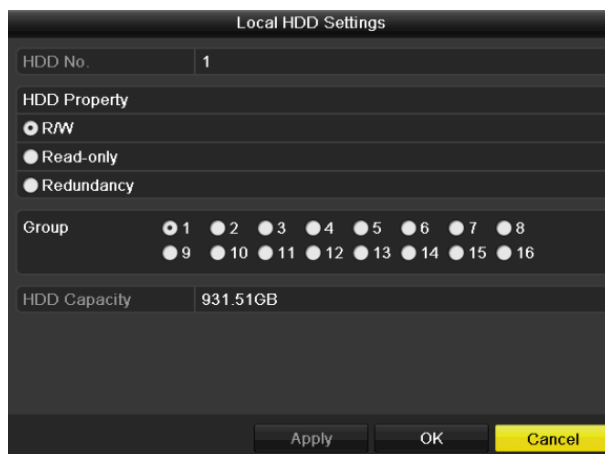 Local HDD Settings
HDD No. 1
HDD Property
R/W
Read-only
Redundancy
Group 1 2 3 4 5 6 7 8
9 10 11 12 13 14 15 16
HDD Capacity 931.51GB
Apply OK Cancel